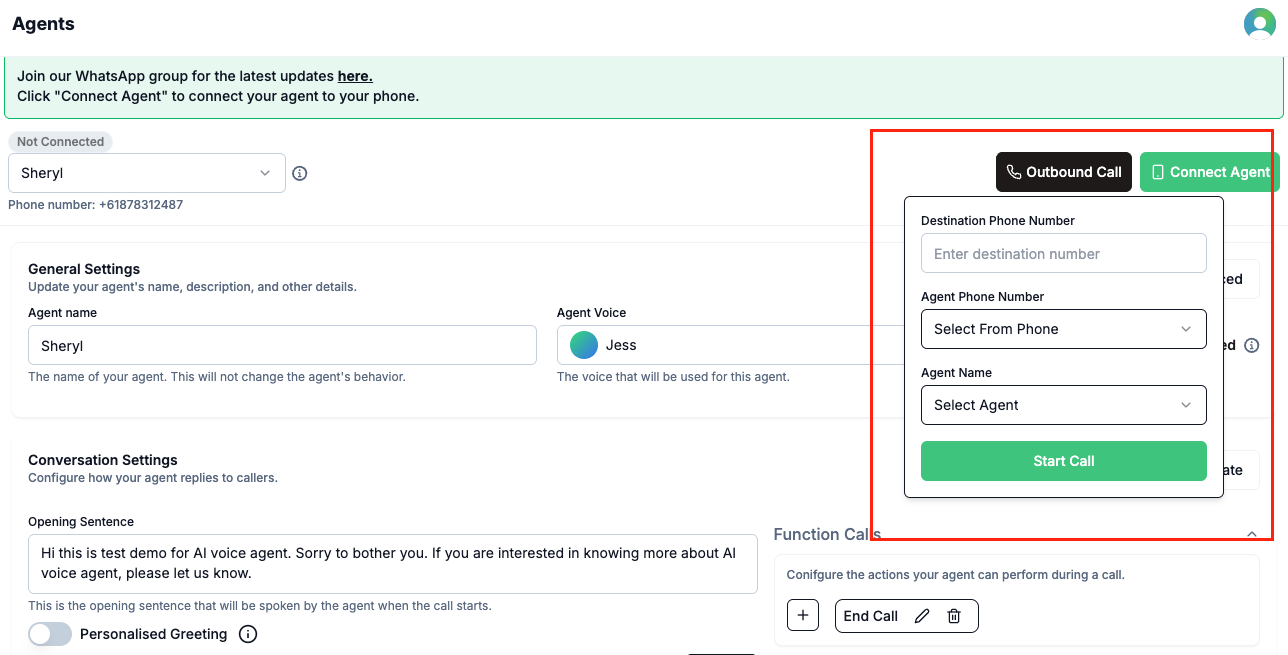 Agents
Join our WhatsApp group for the latest updates here.
Click "Connect Agent" to connect your agent to your phone.
Not Connected
Sheryl
Phone number: +61878312487
Outbound Call
Connect Agent
Destination Phone Number
Enter destination number
Agent Phone Number
Select From Phone
Agent Name
Select Agent
Start Call
General Settings
Update your agent's name, description, and other details.
Agent name
Sheryl
The name of your agent. This will not change the agent's behavior.
Agent Voice
Jess
The voice that will be used for this agent.
Conversation Settings
Configure how your agent replies to callers.
Opening Sentence
Hi this is test demo for AI voice agent. Sorry to bother you. If you are interested in knowing more about AI
voice agent, please let us know.
This is the opening sentence that will be spoken by the agent when the call starts.
Personalised Greeting
Function Calls
Conifgure the actions your agent can perform during a call.
End Call